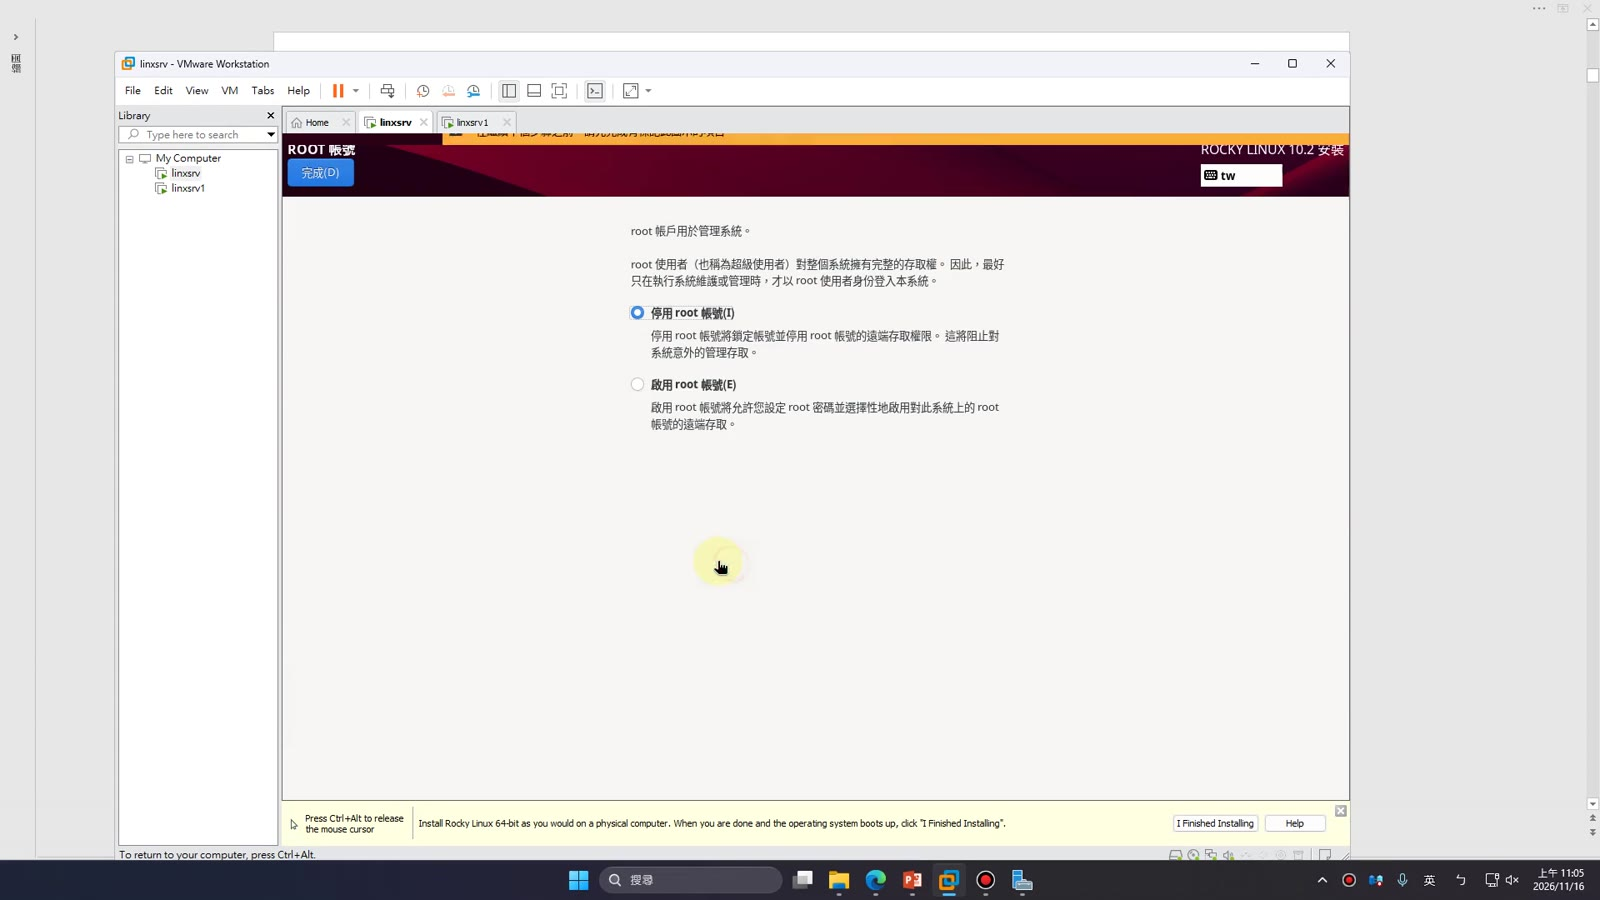 linxsrv - VMware Workstation
File Edit View VM Tabs Help
Library
Type here to search
My Computer
linxsrv
linxsrv1
Home
linxsrv
linxsrv1
ROOT 帳號
完成(D)
ROCKY LINUX 10.2 安裝
tw
root 帳戶用於管理系統。
root 使用者（也稱為超級使用者）對整個系統擁有完整的存取權。 因此，最好
只在執行系統維護或管理時，才以 root 使用者身份登入本系統。
停用 root 帳號(I)
停用 root 帳號將鎖定帳號並停用 root 帳號的遠端存取權限。 這將阻止對
系統意外的管理存取。
啟用 root 帳號(E)
啟用 root 帳號將允許您設定 root 密碼並選擇性地啟用對此系統上的 root
帳號的遠端存取。
Press Ctrl+Alt to release
the mouse cursor
Install Rocky Linux 64-bit as you would on a physical computer. When you are done and the operating system boots up, click "I Finished Installing".
I Finished Installing
Help
To return to your computer, press Ctrl+Alt.
搜尋
英
ㄅ
上午 11:05
2026/11/16